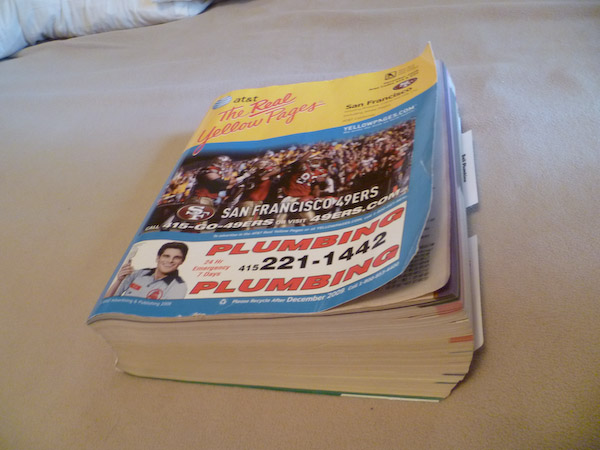 at&t
The Real
Yellow Pages
San Francisco
YELLOWPAGES.COM
SF
SAN FRANCISCO 49ERS
CALL 415-GO-49ERS OR VISIT 49ERS.COM
PLUMBING
24 Hr
Emergency
7 Days
415 221-1442
PLUMBING
Please Recycle After December 2009